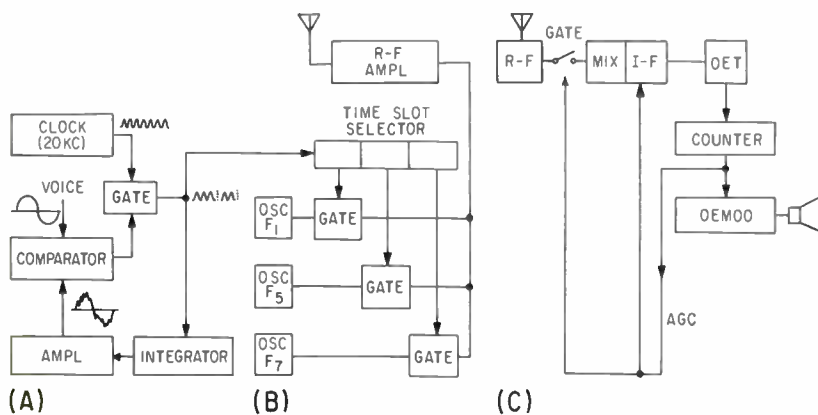 CLOCK
(20KC)
VOICE
GATE
COMPARATOR
AMPL
INTEGRATOR
(A)
R-F
AMPL
TIME SLOT
SELECTOR
OSC
F1
GATE
OSC
F5
GATE
OSC
F7
GATE
(B)
GATE
R-F
MIX
I-F
OET
COUNTER
OEMOO
AGC
(C)